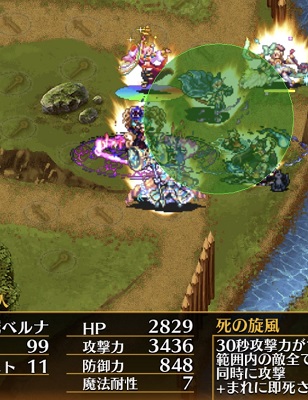 人
ベルナ
HP 2829
死の旋風
99
攻撃力 3436
30秒攻撃力が
ト 11
防御力 848
範囲内の敵全て
同時に攻撃
魔法耐性 7
+まれに即死さ